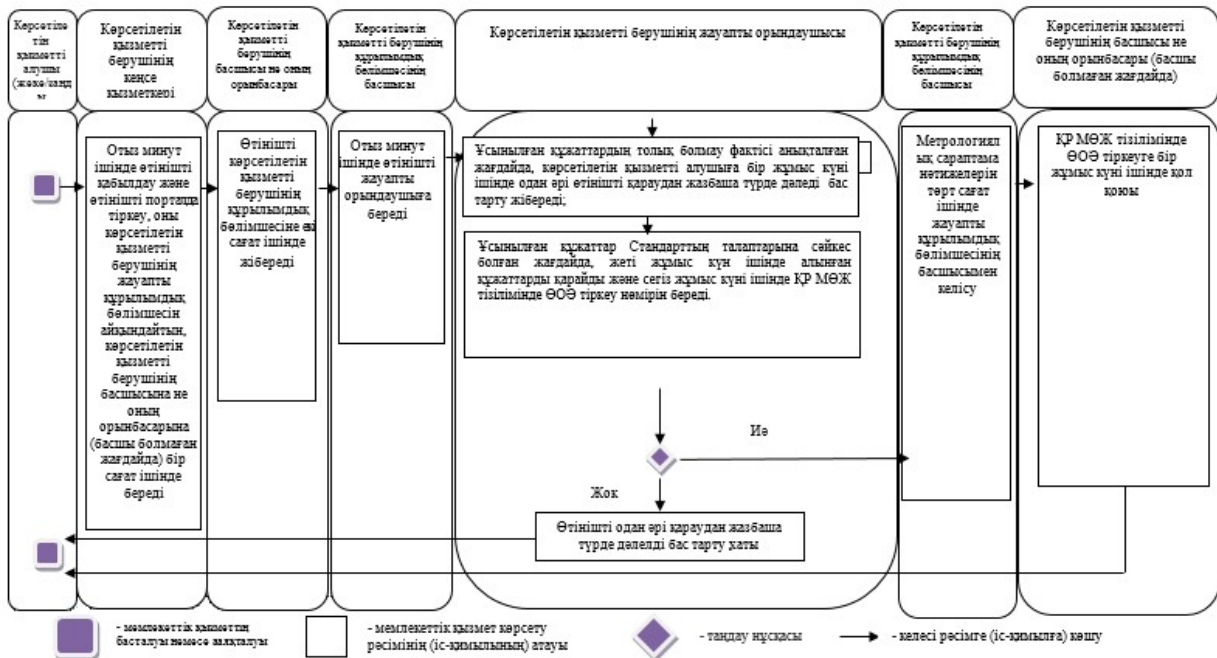 Көрсетіле
тін
қызметті
алушы
Көрсетілетін
қызметті
берушінің
кеңсе
қызметкері
Көрсетілетін
қызметті
берушінің
басшысы не оның
орынбасары
Көрсетілетін
қызметті берушінің
құрылымдық
бөлімшесінің
басшысы
Көрсетілетін қызметті берушінің жауапты орындаушысы
Көрсетілетін
қызметті берушінің
құрылымдық
бөлімшесінің
басшысы
Көрсетілетін қызметті
берушінің басшысы не
оның орынбасары (басшы
болмаған жағдайда)
Отыз минут
ішінде өтінішті
қабылдау және
өтінішті порталда
тіркеу, оны
көрсетілетін
қызметті
берушінің
жауапты
құрылымдық
бөлімшесін
айқындайтын,
көрсетілетін
қызметті
берушінің
басшысына не
оның
орынбасарына
(басшы болмаған
жағдайда) бір
сағат ішінде
береді
Өтінішті
көрсетілетін
қызметті
берушінің
құрылымдық
бөлімшесіне екі
сағат ішінде
жібереді
Отыз минут
ішінде өтінішті
жауапты
орындаушыға
береді
Ұсынылған құжаттардың толық болмау фактісі анықталған
жағдайда, көрсетілетін қызметті алушыға бір жұмыс күні
ішінде одан әрі өтінішті қараудан жазбаша түрде дәледі бас
тарту жібереді;
Ұсынылған құжаттар Стандарттың талаптарына сәйкес
болған жағдайда, жеті жұмыс күн ішінде алынған
құжаттарды қарайды және сегіз жұмыс күні ішінде ҚР МӨЖ
тізілімінде ӨОӘ тіркеу нөмірін береді.
Иә
Жок
Өтінішті одан әрі қараудан жазбаша
түрде дәлелді бас тарту хаты
Метрологиялы
қ сараптама
нәтижелерін
төрт сағат
ішінде
жауапты
құрылымдық
бөлімшесінің
басшысымен
келісу
ҚР МӨЖ тізілімінде
ӨОӘ тіркеуге бір
жұмыс күні ішінде қол
қоюы
- мемлекеттік қызметтің
басталуы немесе аяқталуы
- мемлекеттік қызмет көрсету
рәсімінің (іс-қимылының) атауы
- таңдау нұсқасы
- келесі рәсімге (іс-қимылға) көшу